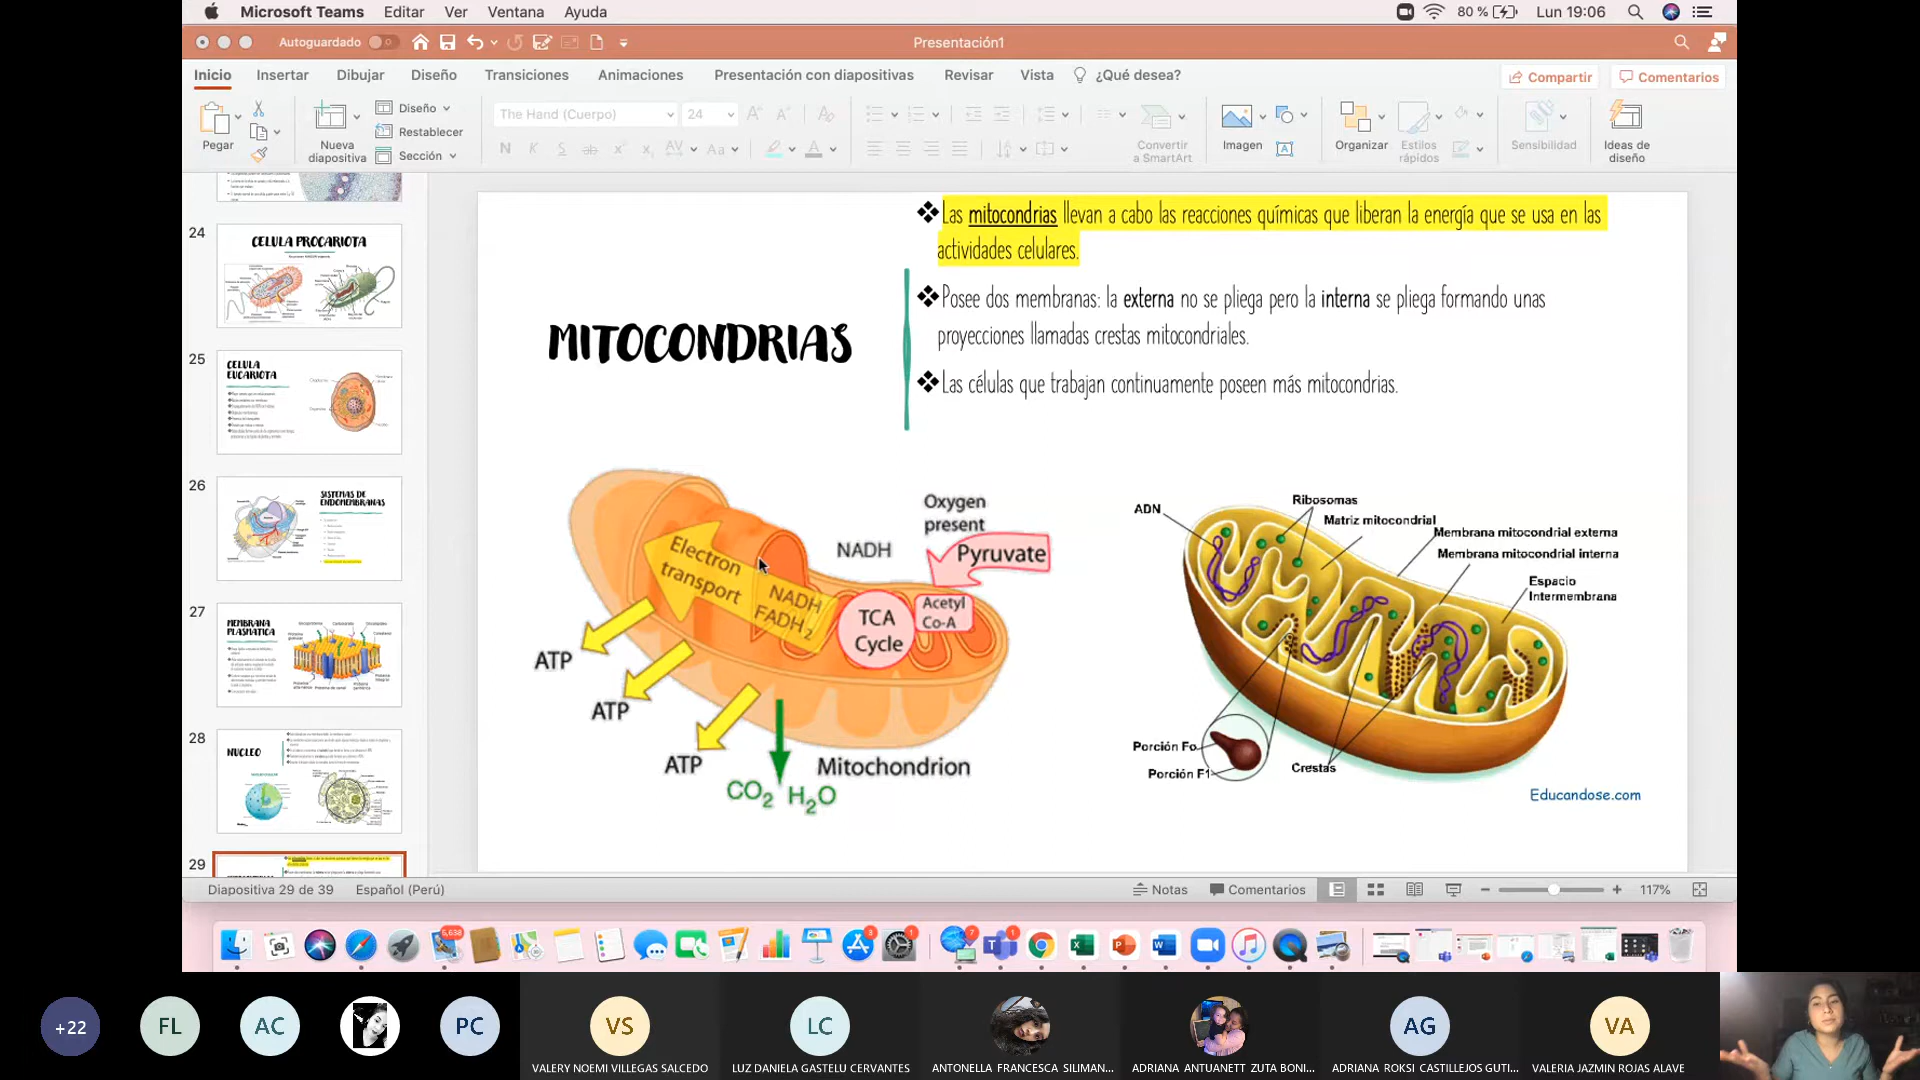 Microsoft Teams Editar Ver Ventana Ayuda
80 % Lun 19:06
Autoguardado
Presentación1
Inicio Insertar Dibujar Diseño Transiciones Animaciones Presentación con diapositivas Revisar Vista ¿Qué desea?
Compartir Comentarios
The Hand (Cuerpo) 24
Pegar
Nueva diapositiva
Diseño
Restablecer
Sección
Convertir a SmartArt
Imagen
Organizar
Estilos rápidos
Sensibilidad
Ideas de diseño
24
CELULA PROCARIOTA
25
CELULA
EUCARIOTA
26
SISTEMAS DE
ENDOMEMBRANAS
27
MEMBRANA
PLASMATICA
28
NUCLEO
29
MITOCONDRIAS
❖Las mitocondrias llevan a cabo las reacciones químicas que liberan la energía que se usa en las
actividades celulares.
❖Posee dos membranas: la externa no se pliega pero la interna se pliega formando unas
proyecciones llamadas crestas mitocondriales.
❖Las células que trabajan continuamente poseen más mitocondrias.
Oxygen
present
NADH
Pyruvate
Electron
transport
NADH
FADH2
TCA
Cycle
Acetyl
Co-A
ATP
ATP
ATP
CO2 H2O
Mitochondrion
ADN
Ribosomas
Matriz mitocondrial
Membrana mitocondrial externa
Membrana mitocondrial interna
Espacio
Intermembrana
Porción Fo
Porción F1
Crestas
Educandose.com
Diapositiva 29 de 39 Español (Perú)
Notas Comentarios 117%
5,638
3
1
7
1
+22
FL
AC
PC
VS
LC
AG
VA
VALERY NOEMI VILLEGAS SALCEDO
LUZ DANIELA GASTELU CERVANTES
ANTONELLA FRANCESCA SILIMAN...
ADRIANA ANTUANETT ZUTA BONI...
ADRIANA ROKSI CASTILLEJOS GUTI...
VALERIA JAZMIN ROJAS ALAVE